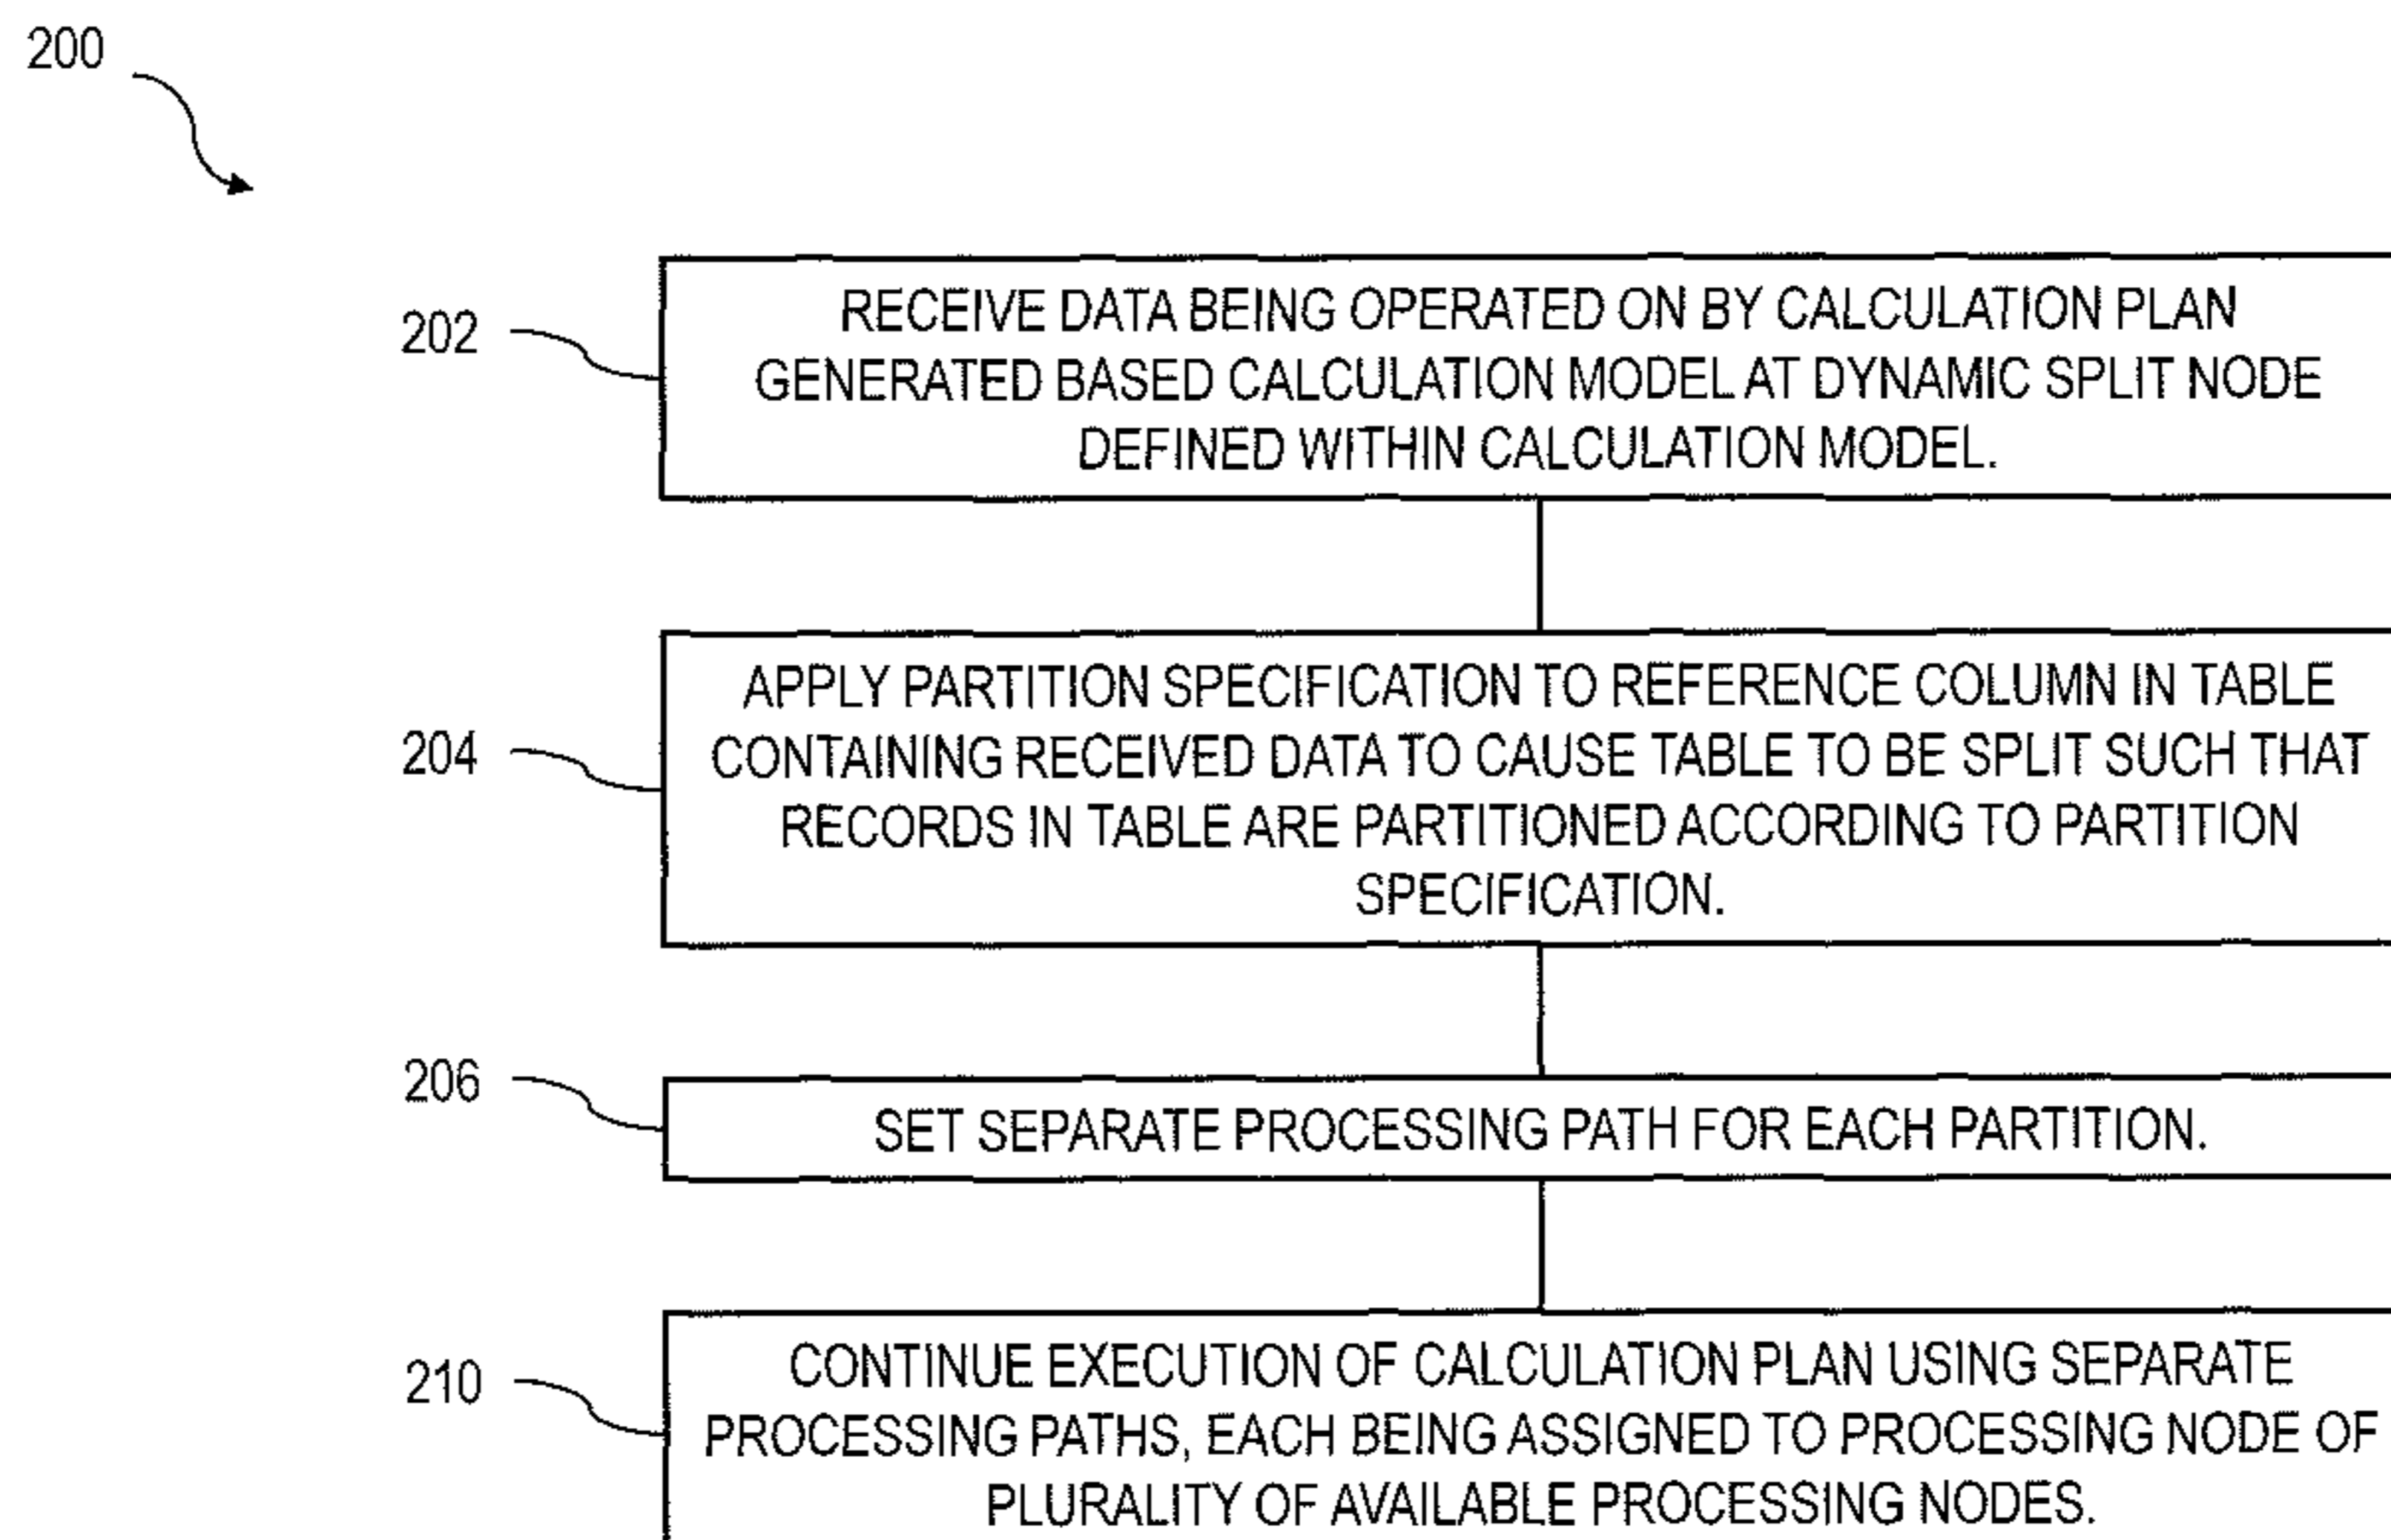 200
202
RECEIVE DATA BEING OPERATED ON BY CALCULATION PLAN
GENERATED BASED CALCULATION MODEL AT DYNAMIC SPLIT NODE
DEFINED WITHIN CALCULATION MODEL.
204
APPLY PARTITION SPECIFICATION TO REFERENCE COLUMN IN TABLE
CONTAINING RECEIVED DATA TO CAUSE TABLE TO BE SPLIT SUCH THAT
RECORDS IN TABLE ARE PARTITIONED ACCORDING TO PARTITION
SPECIFICATION.
206
SET SEPARATE PROCESSING PATH FOR EACH PARTITION.
210
CONTINUE EXECUTION OF CALCULATION PLAN USING SEPARATE
PROCESSING PATHS, EACH BEING ASSIGNED TO PROCESSING NODE OF
PLURALITY OF AVAILABLE PROCESSING NODES.